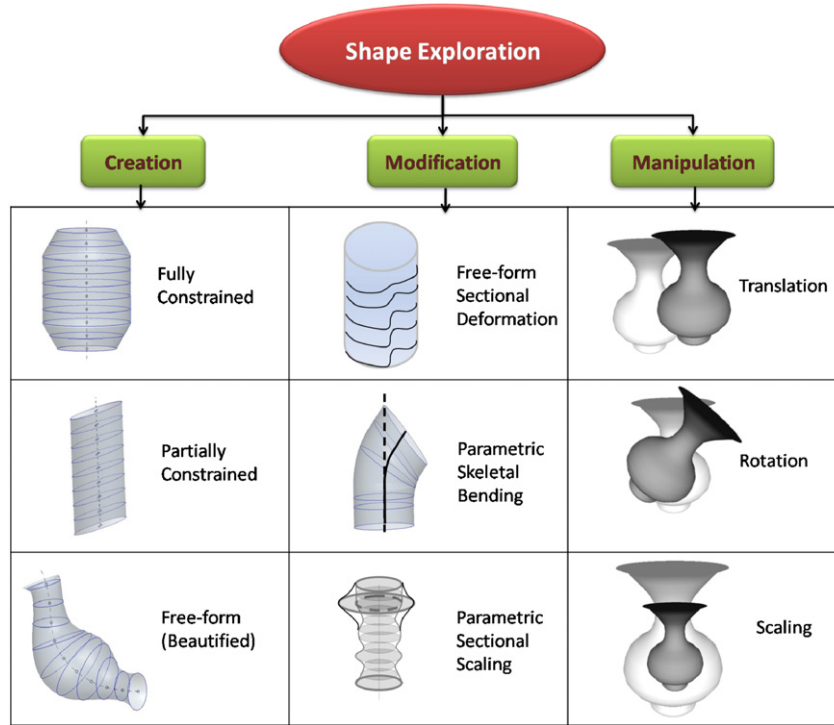 Shape Exploration
Creation
Modification
Manipulation
Fully
Constrained
Free-form
Sectional
Deformation
Translation
Partially
Constrained
Parametric
Skeletal
Bending
Rotation
Free-form
(Beautified)
Parametric
Sectional
Scaling
Scaling